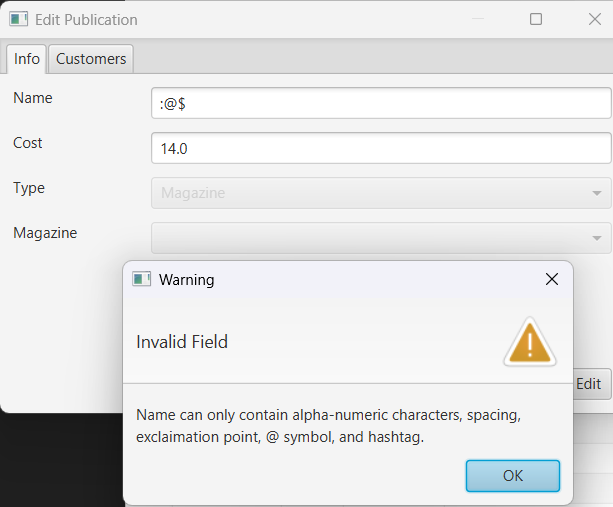 Edit Publication
Info Customers
Name :@$
Cost 14.0
Type Magazine
Magazine
Warning
Invalid Field
Name can only contain alpha-numeric characters, spacing,
exclaimation point, @ symbol, and hashtag.
OK
Edit